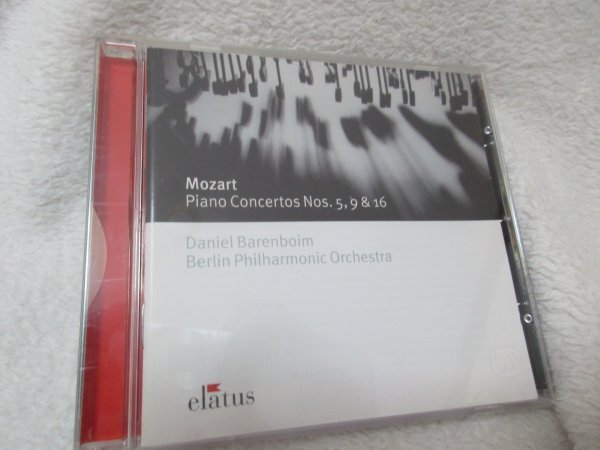 Mozart
Piano Concertos Nos. 5, 9 & 16
Daniel Barenboim
Berlin Philharmonic Orchestra
elatus